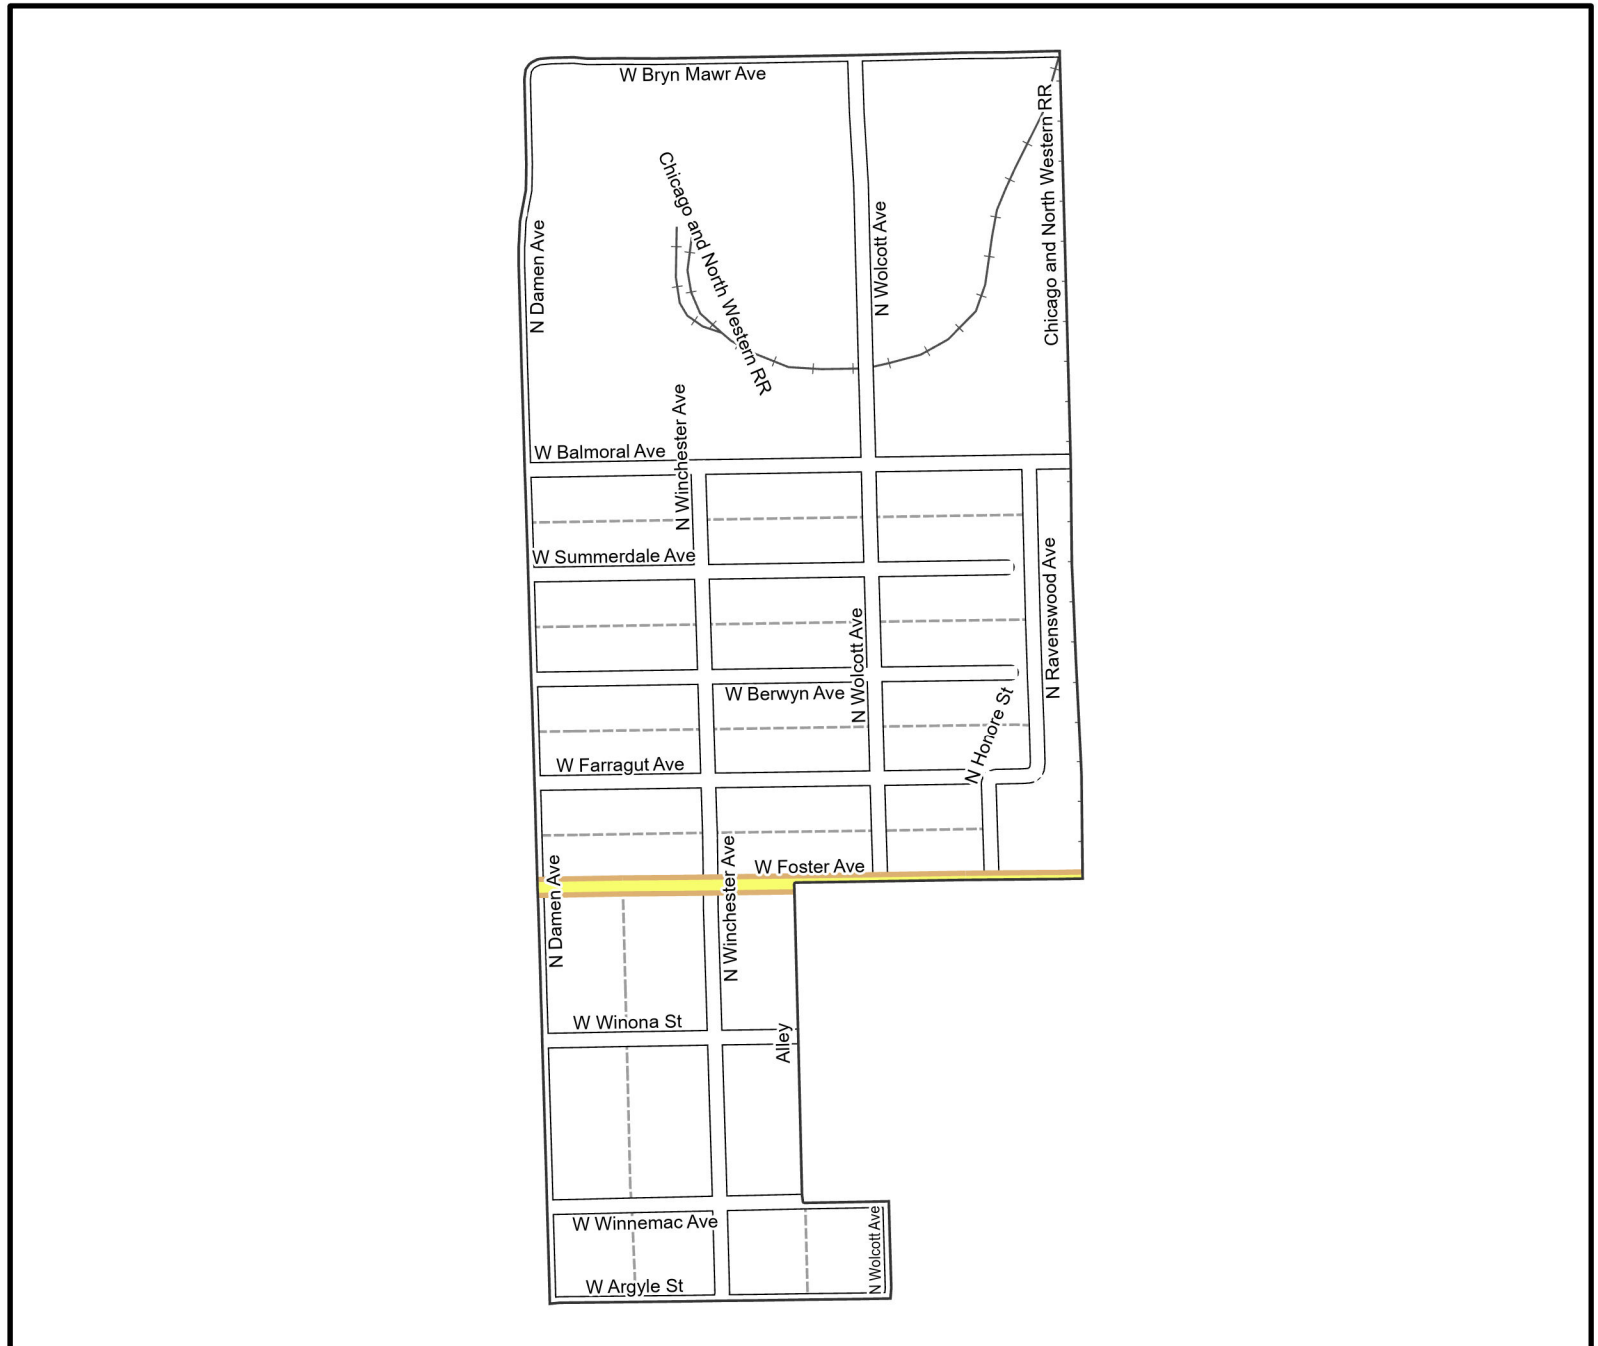 W Bryn Mawr Ave
Chicago and North Western RR
Chicago and North Western RR
N Wolcott Ave
N Damen Ave
N Winchester Ave
W Balmoral Ave
W Summerdale Ave
N Ravenswood Ave
N Wolcott Ave
W Berwyn Ave
N Honore St
W Farragut Ave
W Foster Ave
N Damen Ave
N Winchester Ave
W Winona St
Alley
W Winnemac Ave
N Wolcott Ave
W Argyle St